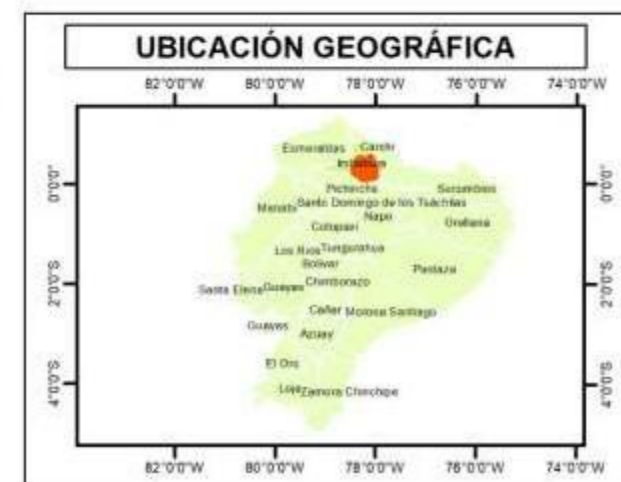 UBICACIÓN GEOGRÁFICA
82°0'0"W 80°0'0"W 78°0'0"W 76°0'0"W 74°0'0"W
Esmeraldas Carchi
0°0'0" 0°0'0"
Pichincha Sucumbios
Manabi Santo Domingo de los Tsáchilas
Napo
Cotopaxi Orellana
Los Rios Tungurahua
Bolivar
Pastaza
Santa Elena Guayas Chimborazo
2°0'0"S 2°0'0"S
Cañar Morona Santiago
Guayas
Azuay
El Oro
4°0'0"S 4°0'0"S
Loja Zamora Chinchipe
82°0'0"W 80°0'0"W 78°0'0"W 76°0'0"W 74°0'0"W